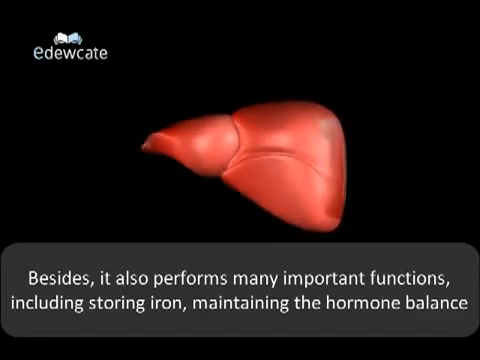 edewcate
Besides, it also performs many important functions,
including storing iron, maintaining the hormone balance